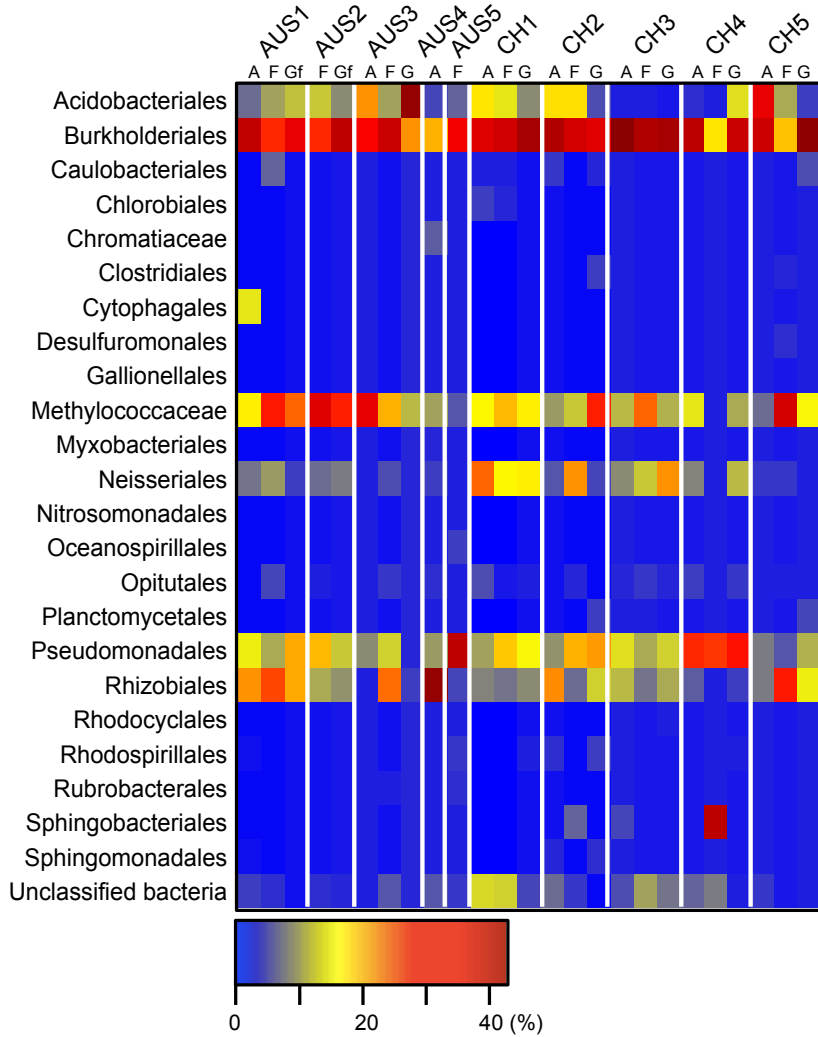 AUS1 AUS2 AUS3 AUS4 AUS5 CH1 CH2 CH3 CH4 CH5
A F Gf F Gf A F G A F A F G A F G A F G A F G A F G
Acidobacteriales
Burkholderiales
Caulobacteriales
Chlorobiales
Chromatiaceae
Clostridiales
Cytophagales
Desulfuromonales
Gallionellales
Methylococcaceae
Myxobacteriales
Neisseriales
Nitrosomonadales
Oceanospirillales
Opitutales
Planctomycetales
Pseudomonadales
Rhizobiales
Rhodocyclales
Rhodospirillales
Rubrobacterales
Sphingobacteriales
Sphingomonadales
Unclassified bacteria
0 20 40 (%)